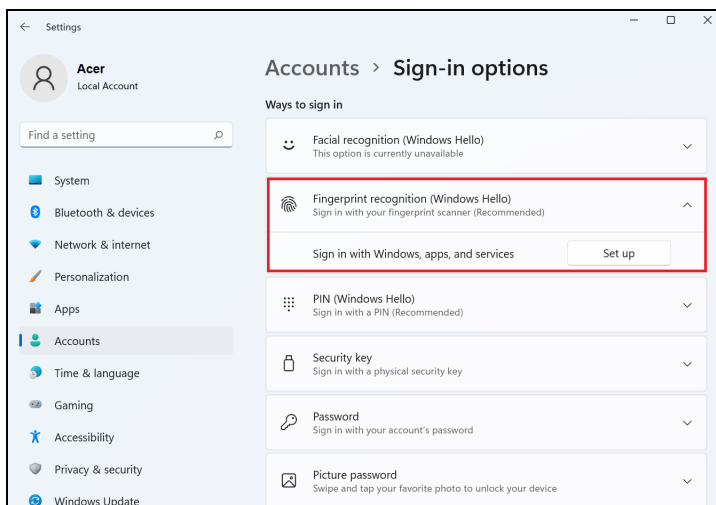 Settings
Acer
Local Account
Find a setting
System
Bluetooth & devices
Network & internet
Personalization
Apps
Accounts
Time & language
Gaming
Accessibility
Privacy & security
Windows Update
Accounts > Sign-in options
Ways to sign in
Facial recognition (Windows Hello)
This option is currently unavailable
Fingerprint recognition (Windows Hello)
Sign in with your fingerprint scanner (Recommended)
Sign in with Windows, apps, and services
Set up
PIN (Windows Hello)
Sign in with a PIN (Recommended)
Security key
Sign in with a physical security key
Password
Sign in with your account's password
Picture password
Swipe and tap your favorite photo to unlock your device